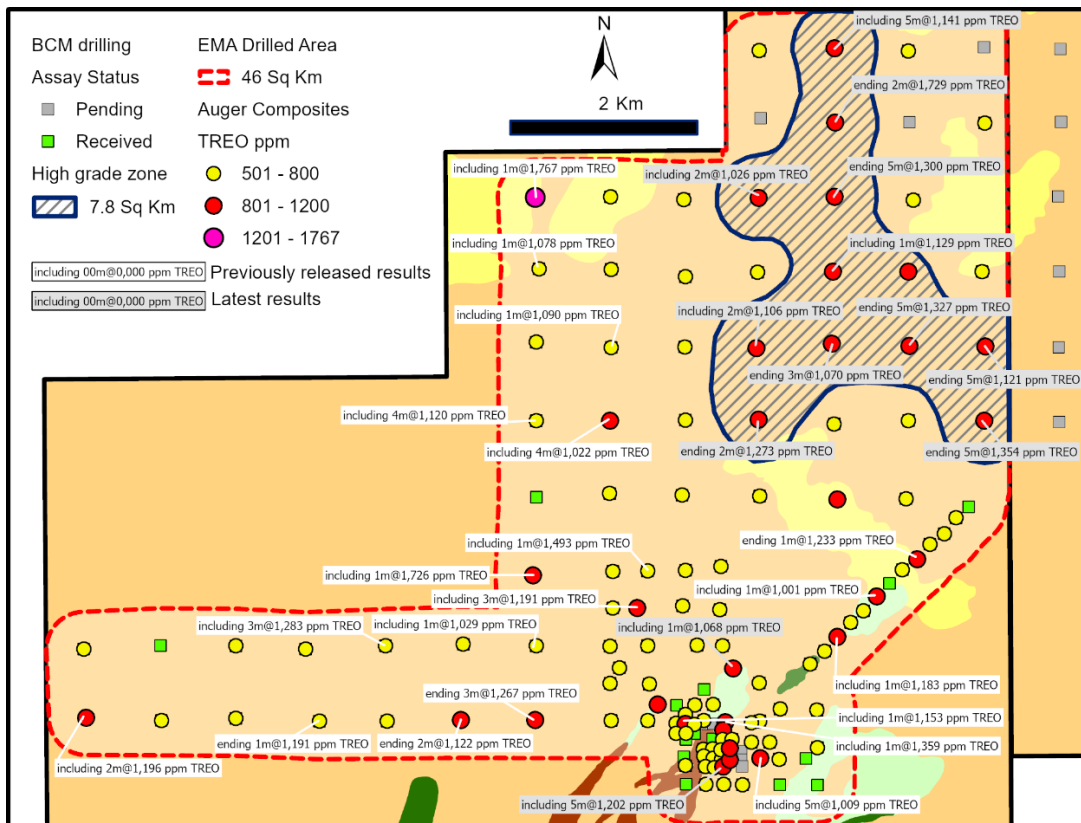 BCM drilling
EMA Drilled Area
Assay Status
46 Sq Km
Pending
Auger Composites
Received
TREO ppm
High grade zone
501 - 800
7.8 Sq Km
801 - 1200
1201 - 1767
including 00m@0,000 ppm TREO
Previously released results
including 00m@0,000 ppm TREO
Latest results
N
2 Km
including 5m@1,141 ppm TREO
ending 2m@1,729 ppm TREO
including 1m@1,767 ppm TREO
including 2m@1,026 ppm TREO
ending 5m@1,300 ppm TREO
including 1m@1,078 ppm TREO
including 1m@1,129 ppm TREO
including 1m@1,090 ppm TREO
including 2m@1,106 ppm TREO
ending 5m@1,327 ppm TREO
ending 3m@1,070 ppm TREO
ending 5m@1,121 ppm TREO
including 4m@1,120 ppm TREO
including 4m@1,022 ppm TREO
ending 2m@1,273 ppm TREO
ending 5m@1,354 ppm TREO
including 1m@1,493 ppm TREO
ending 1m@1,233 ppm TREO
including 1m@1,726 ppm TREO
including 3m@1,191 ppm TREO
including 1m@1,001 ppm TREO
including 3m@1,283 ppm TREO
including 1m@1,029 ppm TREO
including 1m@1,068 ppm TREO
including 1m@1,183 ppm TREO
ending 3m@1,267 ppm TREO
including 1m@1,153 ppm TREO
ending 1m@1,191 ppm TREO
ending 2m@1,122 ppm TREO
including 1m@1,359 ppm TREO
including 2m@1,196 ppm TREO
including 5m@1,202 ppm TREO
including 5m@1,009 ppm TREO